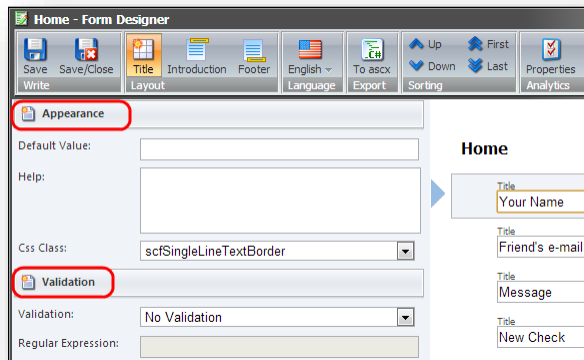 Home - Form Designer
Save Save/Close Title Introduction Footer English To ascx Up First Down Last Properties
Write Layout Language Export Sorting Analytics
Appearance
Default Value:
Help:
Css Class: scfSingleLineTextBorder
Validation
Validation: No Validation
Regular Expression:
Home
Title
Your Name
Title
Friend's e-mail
Title
Message
Title
New Check